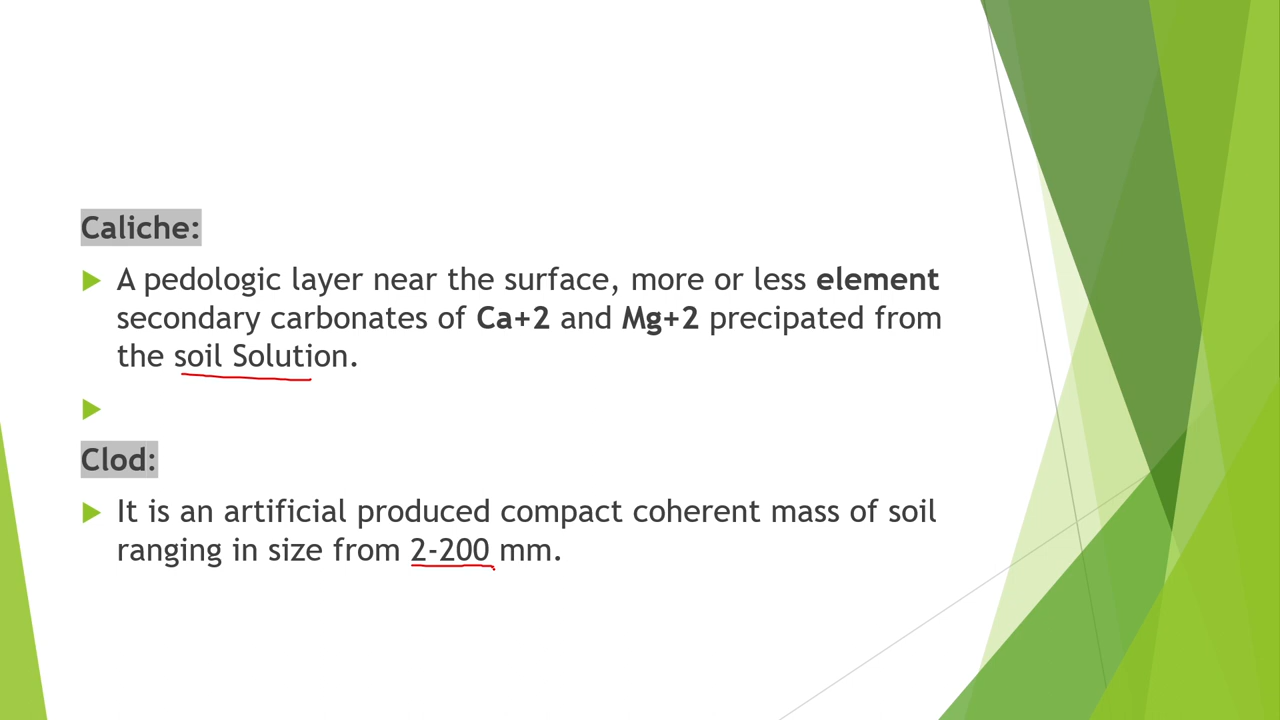 Caliche:
A pedologic layer near the surface, more or less element
secondary carbonates of Ca+2 and Mg+2 precipated from
the soil Solution.
Clod:
It is an artificial produced compact coherent mass of soil
ranging in size from 2-200 mm.